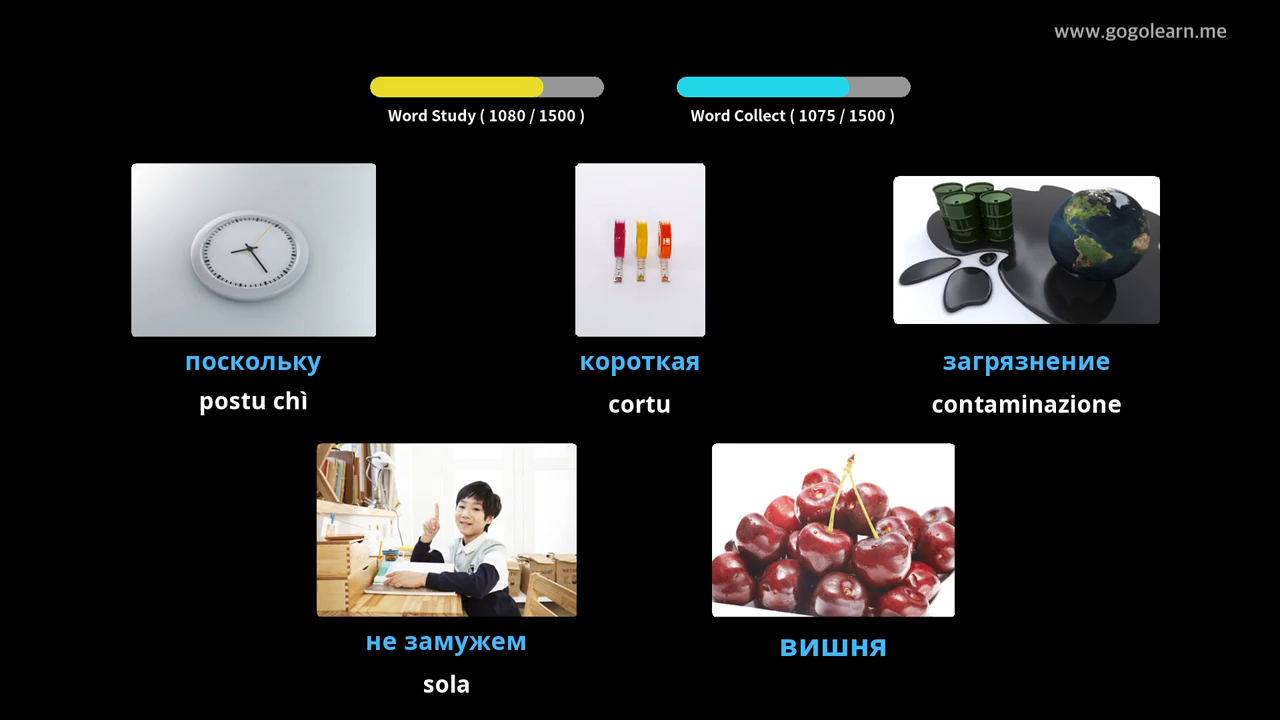 www.gogolearn.me
Word Study ( 1080 / 1500 )
Word Collect ( 1075 / 1500 )
поскольку
postu chì
короткая
cortu
загрязнение
contaminazione
не замужем
sola
вишня